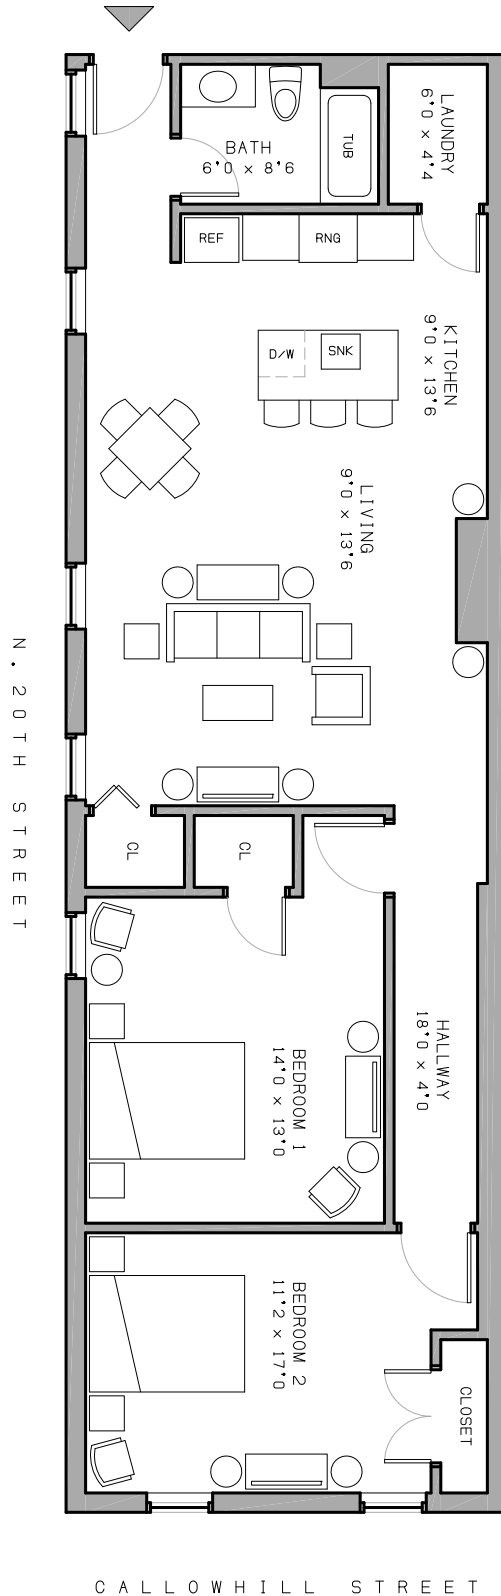 BATH
6'0 x 8'6
TUB
LAUNDRY
6'0 x 4'4
REF
RNG
D/W
SNK
KITCHEN
9'0 x 13'6
LIVING
9'0 x 13'6
N. 20TH STREET
CL
CL
HALLWAY
18'0 x 4'0
BEDROOM 1
14'0 x 13'0
BEDROOM 2
11'2 x 17'0
CLOSET
CALLOWHILL STREET